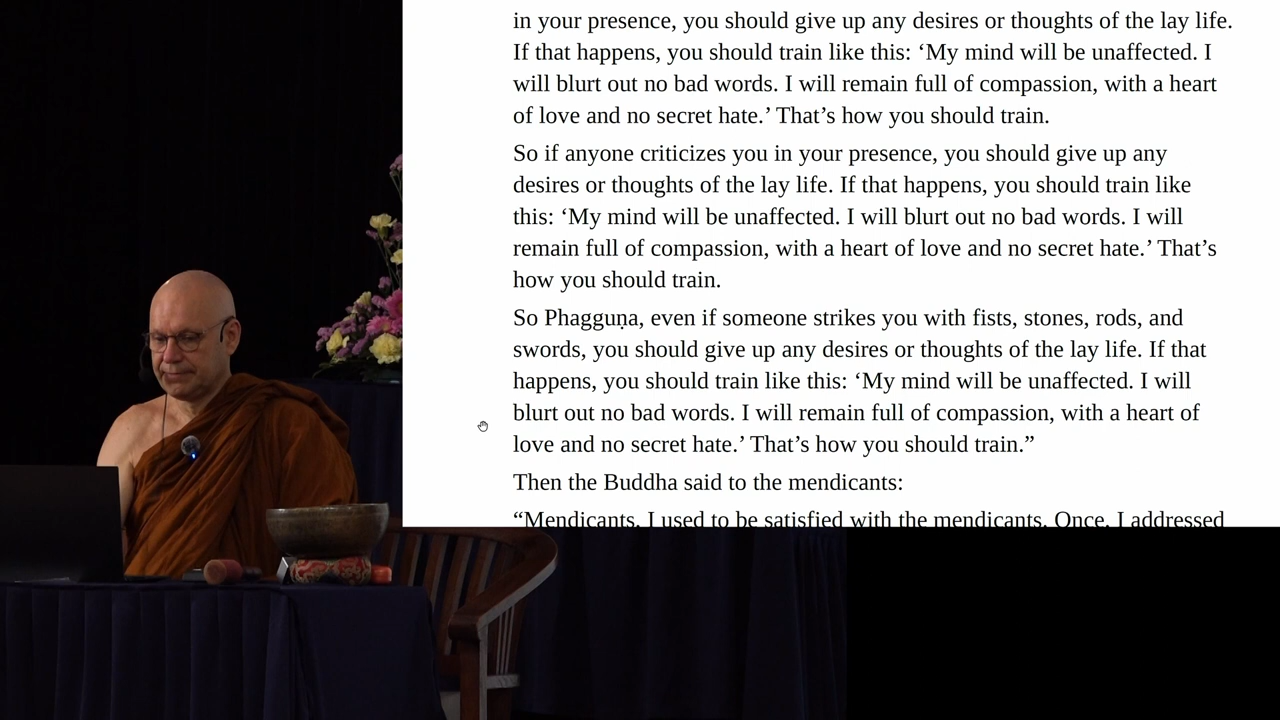 in your presence, you should give up any desires or thoughts of the lay life.
If that happens, you should train like this: ‘My mind will be unaffected. I
will blurt out no bad words. I will remain full of compassion, with a heart
of love and no secret hate.’ That’s how you should train.
So if anyone criticizes you in your presence, you should give up any
desires or thoughts of the lay life. If that happens, you should train like
this: ‘My mind will be unaffected. I will blurt out no bad words. I will
remain full of compassion, with a heart of love and no secret hate.’ That’s
how you should train.
So Phagguṇa, even if someone strikes you with fists, stones, rods, and
swords, you should give up any desires or thoughts of the lay life. If that
happens, you should train like this: ‘My mind will be unaffected. I will
blurt out no bad words. I will remain full of compassion, with a heart of
love and no secret hate.’ That’s how you should train.”
Then the Buddha said to the mendicants:
“Mendicants, I used to be satisfied with the mendicants. Once, I addressed